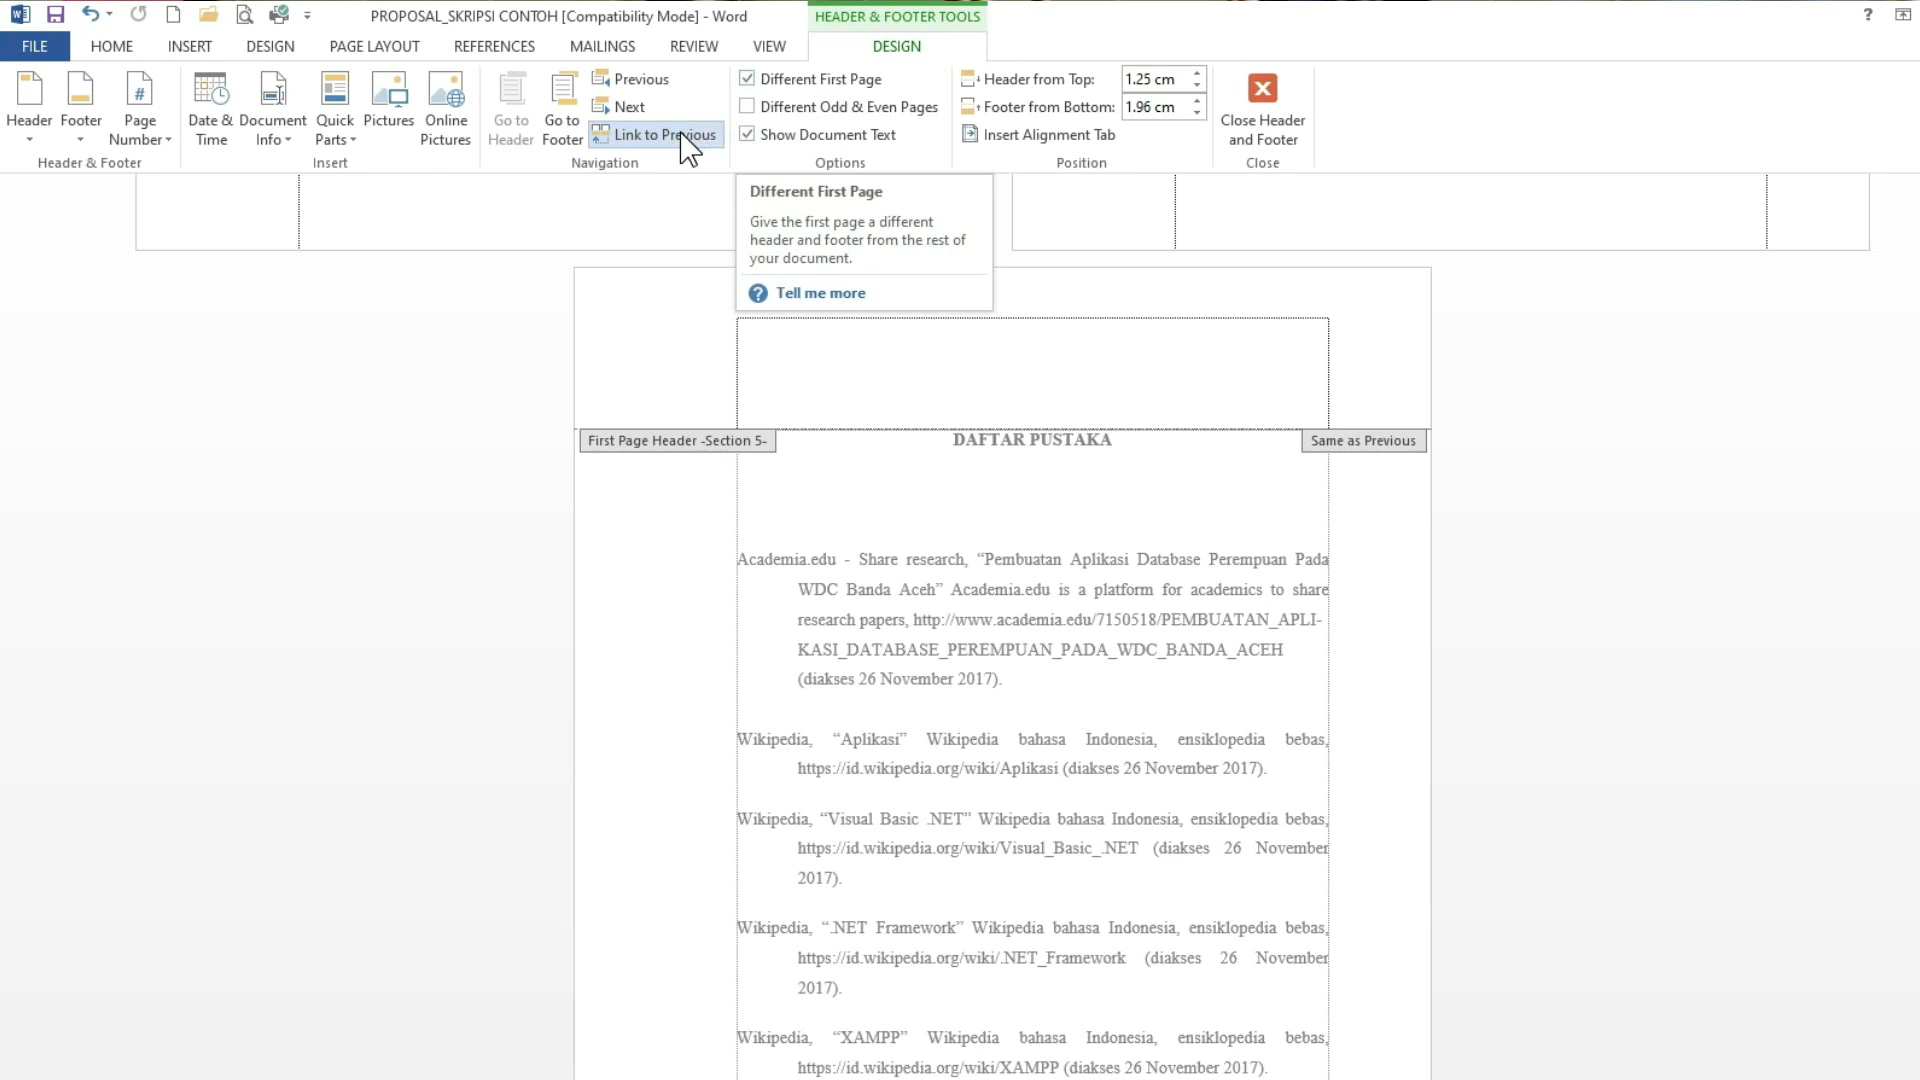 PROPOSAL_SKRIPSI CONTOH [Compatibility Mode] - Word
HEADER & FOOTER TOOLS
?
FILE HOME INSERT DESIGN PAGE LAYOUT REFERENCES MAILINGS REVIEW VIEW DESIGN
Header
Footer
Page
Number
Header & Footer
Date &
Time
Document
Info
Quick
Parts
Pictures
Online
Pictures
Insert
Go to
Header
Go to
Footer
Previous
Next
Link to Previous
Navigation
Different First Page
Different Odd & Even Pages
Show Document Text
Options
Header from Top: 1.25 cm
Footer from Bottom: 1.96 cm
Insert Alignment Tab
Position
Close Header
and Footer
Close
Different First Page
Give the first page a different
header and footer from the rest of
your document.
? Tell me more
First Page Header -Section 5-
DAFTAR PUSTAKA
Same as Previous
Academia.edu - Share research, “Pembuatan Aplikasi Database Perempuan Pada
WDC Banda Aceh” Academia.edu is a platform for academics to share
research papers, http://www.academia.edu/7150518/PEMBUATAN_APLI-
KASI_DATABASE_PEREMPUAN_PADA_WDC_BANDA_ACEH
(diakses 26 November 2017).
Wikipedia, “Aplikasi” Wikipedia bahasa Indonesia, ensiklopedia bebas,
https://id.wikipedia.org/wiki/Aplikasi (diakses 26 November 2017).
Wikipedia, “Visual Basic .NET” Wikipedia bahasa Indonesia, ensiklopedia bebas,
https://id.wikipedia.org/wiki/Visual_Basic_.NET (diakses 26 November
2017).
Wikipedia, “.NET Framework” Wikipedia bahasa Indonesia, ensiklopedia bebas,
https://id.wikipedia.org/wiki/.NET_Framework (diakses 26 November
2017).
Wikipedia, “XAMPP” Wikipedia bahasa Indonesia, ensiklopedia bebas,
https://id.wikipedia.org/wiki/XAMPP (diakses 26 November 2017).